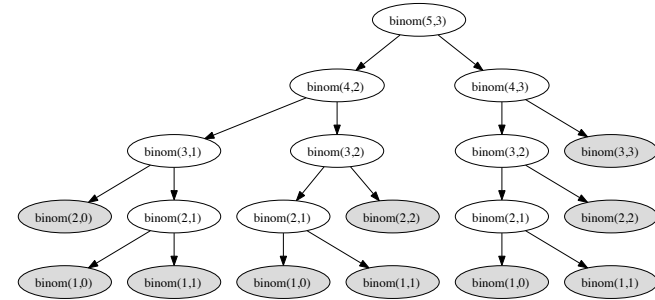 binom(5,3)
binom(4,2)
binom(4,3)
binom(3,1)
binom(3,2)
binom(3,2)
binom(3,3)
binom(2,0)
binom(2,1)
binom(2,1)
binom(2,2)
binom(2,1)
binom(2,2)
binom(1,0)
binom(1,1)
binom(1,0)
binom(1,1)
binom(1,0)
binom(1,1)